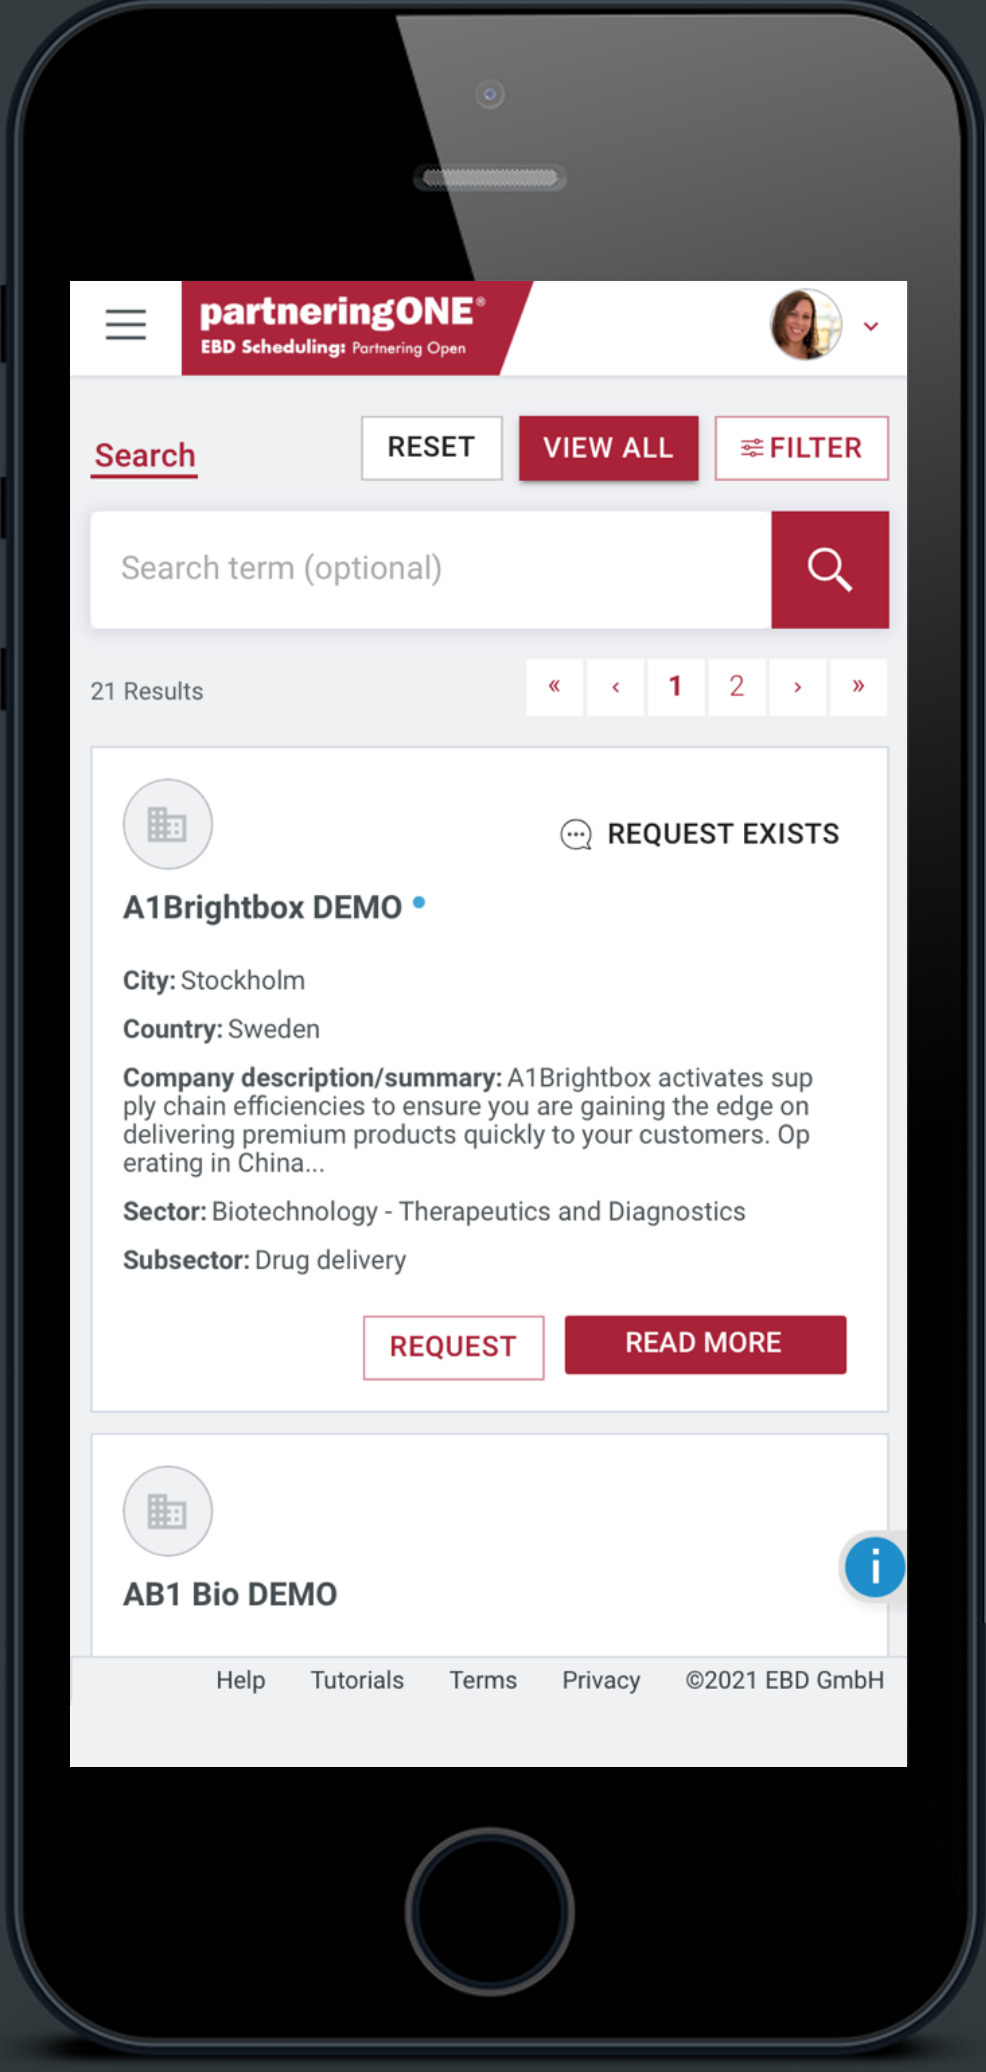 partneringONE®
EBD Scheduling: Partnering Open
Search
RESET
VIEW ALL
FILTER
Search term (optional)
21 Results
« ‹ 1 2 › »
REQUEST EXISTS
A1Brightbox DEMO
City: Stockholm
Country: Sweden
Company description/summary: A1Brightbox activates sup
ply chain efficiencies to ensure you are gaining the edge on
delivering premium products quickly to your customers. Op
erating in China...
Sector: Biotechnology - Therapeutics and Diagnostics
Subsector: Drug delivery
REQUEST
READ MORE
AB1 Bio DEMO
i
Help Tutorials Terms Privacy ©2021 EBD GmbH